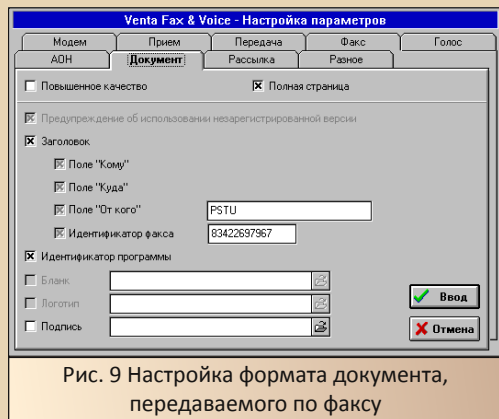 Venta Fax & Voice - Настройка параметров
Модем Прием Передача Факс Голос
АОН Документ Рассылка Разное
Повышенное качество Полная страница
Предупреждение об использовании незарегистрированной версии
Заголовок
Поле "Кому"
Поле "Куда"
Поле "От кого" PSTU
Идентификатор факса 83422697967
Идентификатор программы
Бланк
Логотип
Ввод
Подпись
Отмена
Рис. 9 Настройка формата документа,
передаваемого по факсу